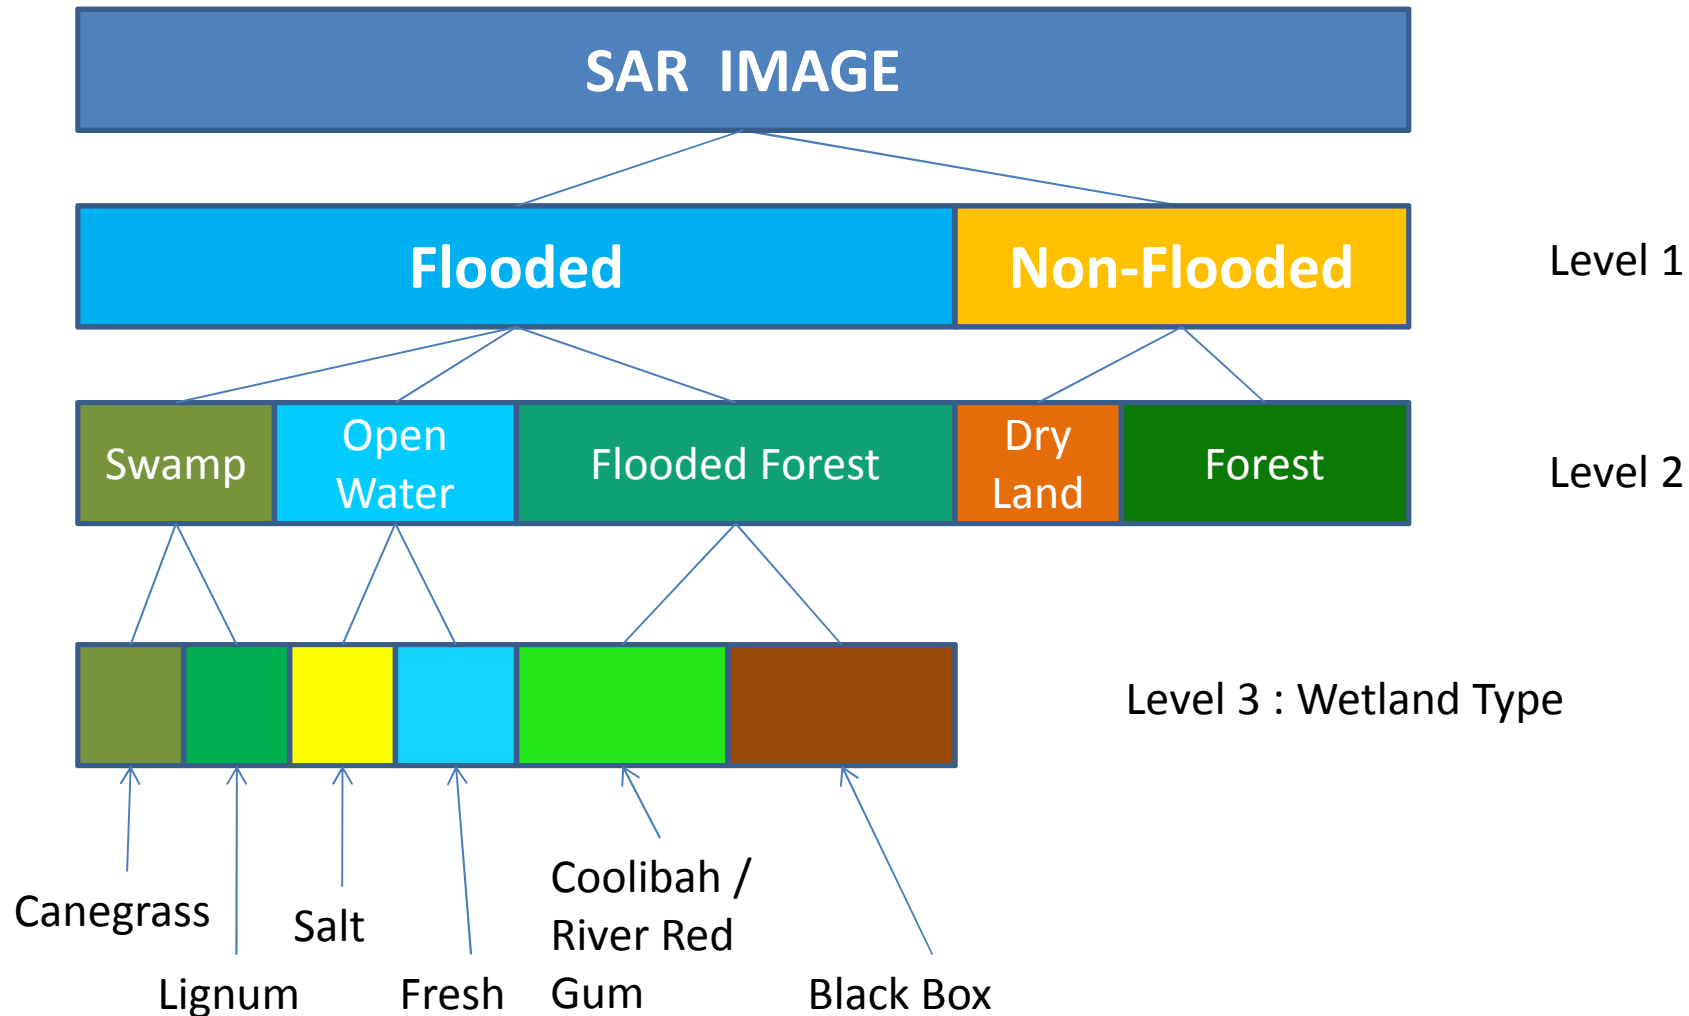 SAR IMAGE
Flooded
Non-Flooded
Level 1
Swamp
Open
Water
Flooded Forest
Dry
Land
Forest
Level 2
Level 3 : Wetland Type
Canegrass
Lignum
Salt
Fresh
Coolibah /
River Red
Gum
Black Box